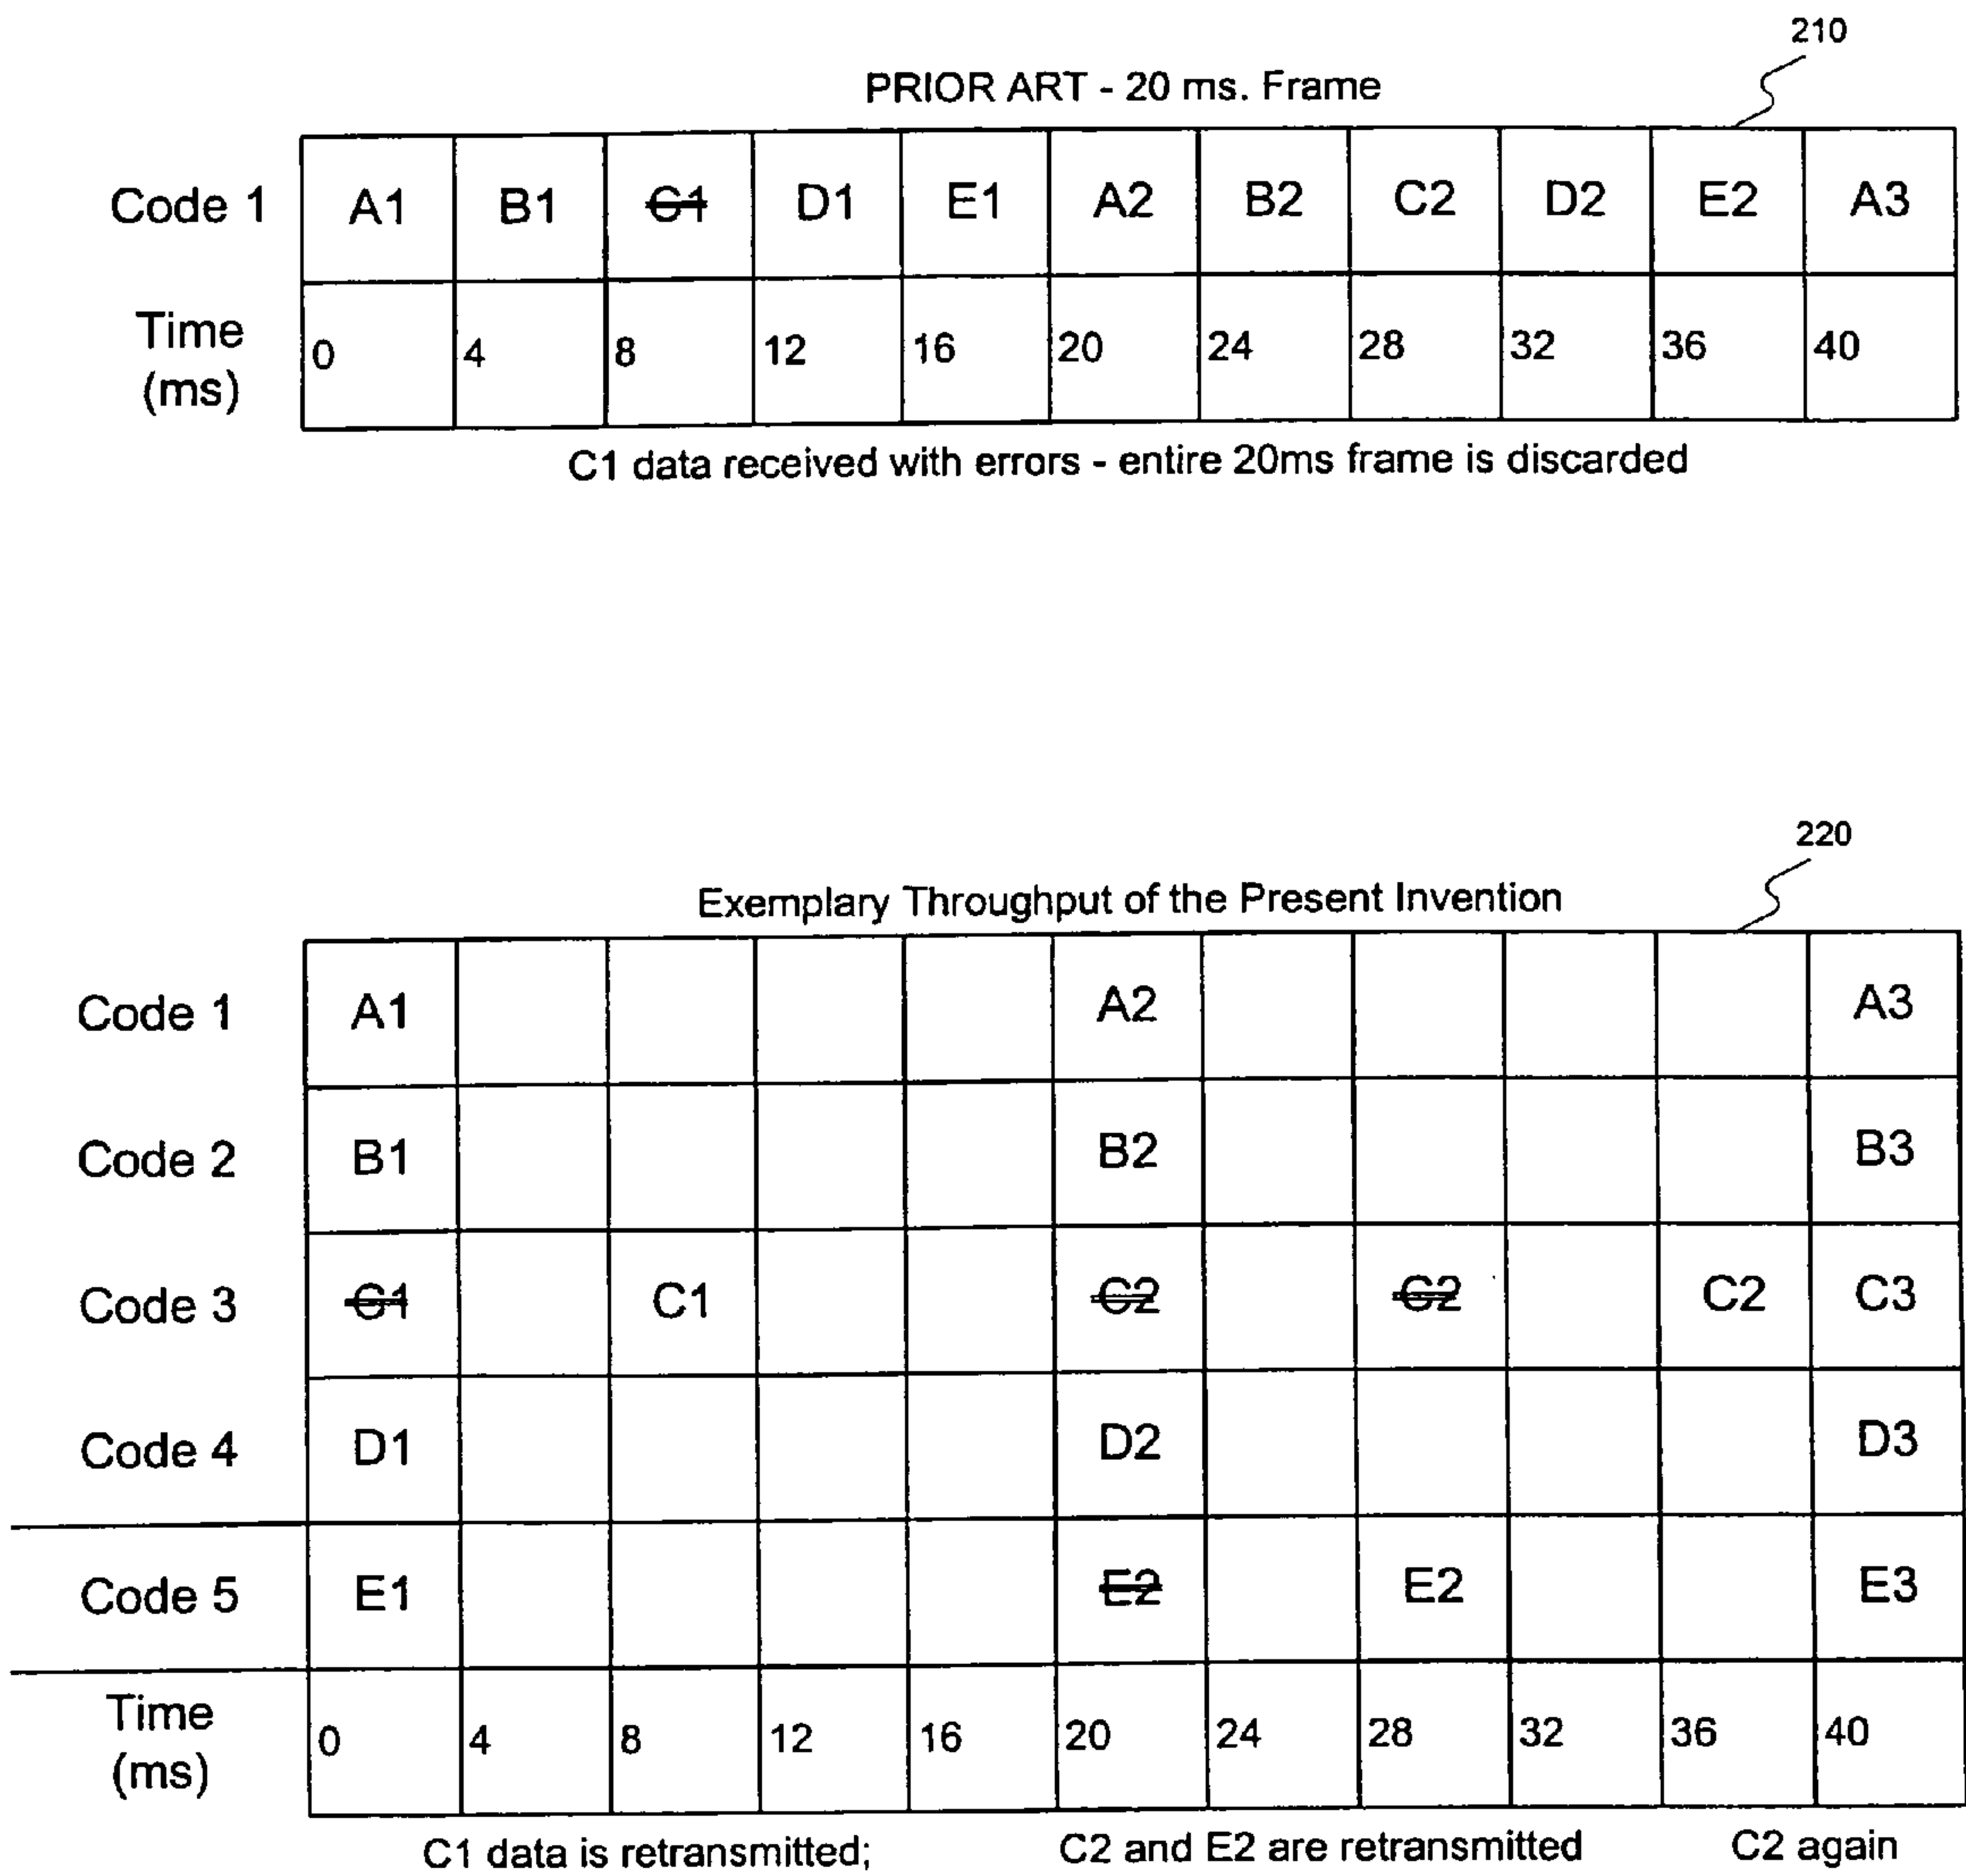 210
PRIOR ART - 20 ms. Frame
Code 1 A1 B1 C1 D1 E1 A2 B2 C2 D2 E2 A3
Time (ms) 0 4 8 12 16 20 24 28 32 36 40
C1 data received with errors - entire 20ms frame is discarded
220
Exemplary Throughput of the Present Invention
Code 1 A1 A2 A3
Code 2 B1 B2 B3
Code 3 C1 C1 C2 C2 C2 C3
Code 4 D1 D2 D3
Code 5 E1 E2 E2 E3
Time (ms) 0 4 8 12 16 20 24 28 32 36 40
C1 data is retransmitted; C2 and E2 are retransmitted C2 again